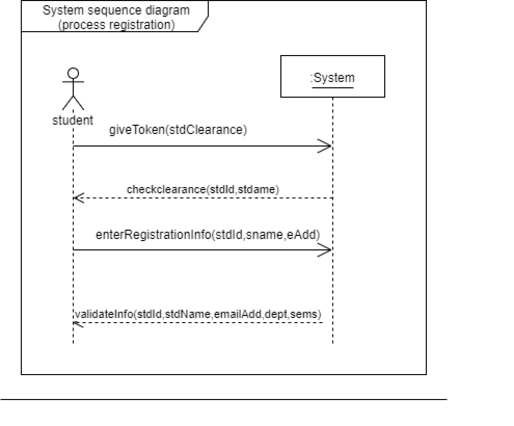 System sequence diagram
(process registration)
:System
student
giveToken(stdClearance)
checkclearance(stdId,stdame)
enterRegistrationInfo(stdId,sname,eAdd)
validateInfo(stdId,stdName,emailAdd,dept,sems)